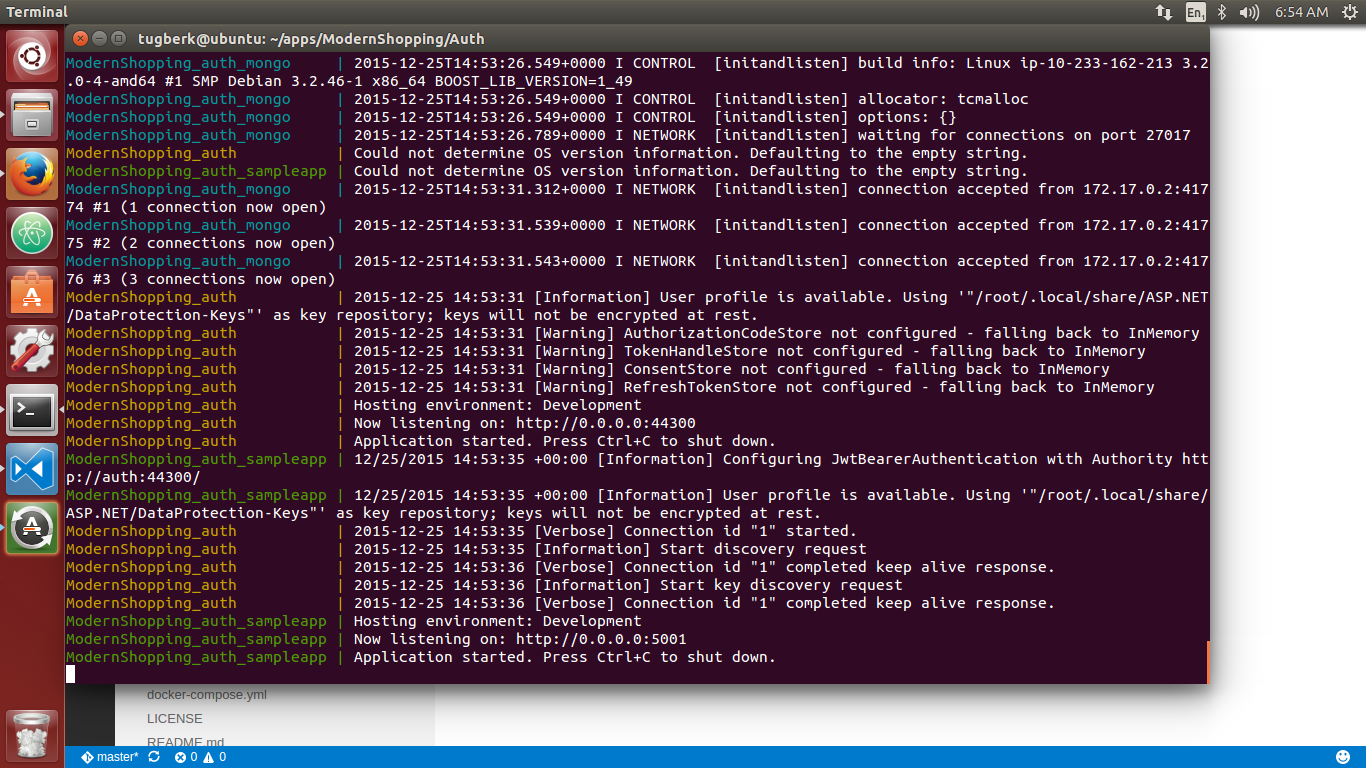 Terminal
En1
6:54 AM
tugberk@ubuntu: ~/apps/ModernShopping/Auth
ModernShopping_auth_mongo     | 2015-12-25T14:53:26.549+0000 I CONTROL  [initandlisten] build info: Linux ip-10-233-162-213 3.2
.0-4-amd64 #1 SMP Debian 3.2.46-1 x86_64 BOOST_LIB_VERSION=1_49
ModernShopping_auth_mongo     | 2015-12-25T14:53:26.549+0000 I CONTROL  [initandlisten] allocator: tcmalloc
ModernShopping_auth_mongo     | 2015-12-25T14:53:26.549+0000 I CONTROL  [initandlisten] options: {}
ModernShopping_auth_mongo     | 2015-12-25T14:53:26.789+0000 I NETWORK  [initandlisten] waiting for connections on port 27017
ModernShopping_auth           | Could not determine OS version information. Defaulting to the empty string.
ModernShopping_auth_sampleapp | Could not determine OS version information. Defaulting to the empty string.
ModernShopping_auth_mongo     | 2015-12-25T14:53:31.312+0000 I NETWORK  [initandlisten] connection accepted from 172.17.0.2:417
74 #1 (1 connection now open)
ModernShopping_auth_mongo     | 2015-12-25T14:53:31.539+0000 I NETWORK  [initandlisten] connection accepted from 172.17.0.2:417
75 #2 (2 connections now open)
ModernShopping_auth_mongo     | 2015-12-25T14:53:31.543+0000 I NETWORK  [initandlisten] connection accepted from 172.17.0.2:417
76 #3 (3 connections now open)
ModernShopping_auth           | 2015-12-25 14:53:31 [Information] User profile is available. Using '"/root/.local/share/ASP.NET
/DataProtection-Keys"' as key repository; keys will not be encrypted at rest.
ModernShopping_auth           | 2015-12-25 14:53:31 [Warning] AuthorizationCodeStore not configured - falling back to InMemory
ModernShopping_auth           | 2015-12-25 14:53:31 [Warning] TokenHandleStore not configured - falling back to InMemory
ModernShopping_auth           | 2015-12-25 14:53:31 [Warning] ConsentStore not configured - falling back to InMemory
ModernShopping_auth           | 2015-12-25 14:53:31 [Warning] RefreshTokenStore not configured - falling back to InMemory
ModernShopping_auth           | Hosting environment: Development
ModernShopping_auth           | Now listening on: http://0.0.0.0:44300
ModernShopping_auth           | Application started. Press Ctrl+C to shut down.
ModernShopping_auth_sampleapp | 12/25/2015 14:53:35 +00:00 [Information] Configuring JwtBearerAuthentication with Authority htt
p://auth:44300/
ModernShopping_auth_sampleapp | 12/25/2015 14:53:35 +00:00 [Information] User profile is available. Using '"/root/.local/share/
ASP.NET/DataProtection-Keys"' as key repository; keys will not be encrypted at rest.
ModernShopping_auth           | 2015-12-25 14:53:35 [Verbose] Connection id "1" started.
ModernShopping_auth           | 2015-12-25 14:53:35 [Information] Start discovery request
ModernShopping_auth           | 2015-12-25 14:53:36 [Verbose] Connection id "1" completed keep alive response.
ModernShopping_auth           | 2015-12-25 14:53:36 [Information] Start key discovery request
ModernShopping_auth           | 2015-12-25 14:53:36 [Verbose] Connection id "1" completed keep alive response.
ModernShopping_auth_sampleapp | Hosting environment: Development
ModernShopping_auth_sampleapp | Now listening on: http://0.0.0.0:5001
ModernShopping_auth_sampleapp | Application started. Press Ctrl+C to shut down.
docker-compose.yml
LICENSE
README.md
master* 0 0